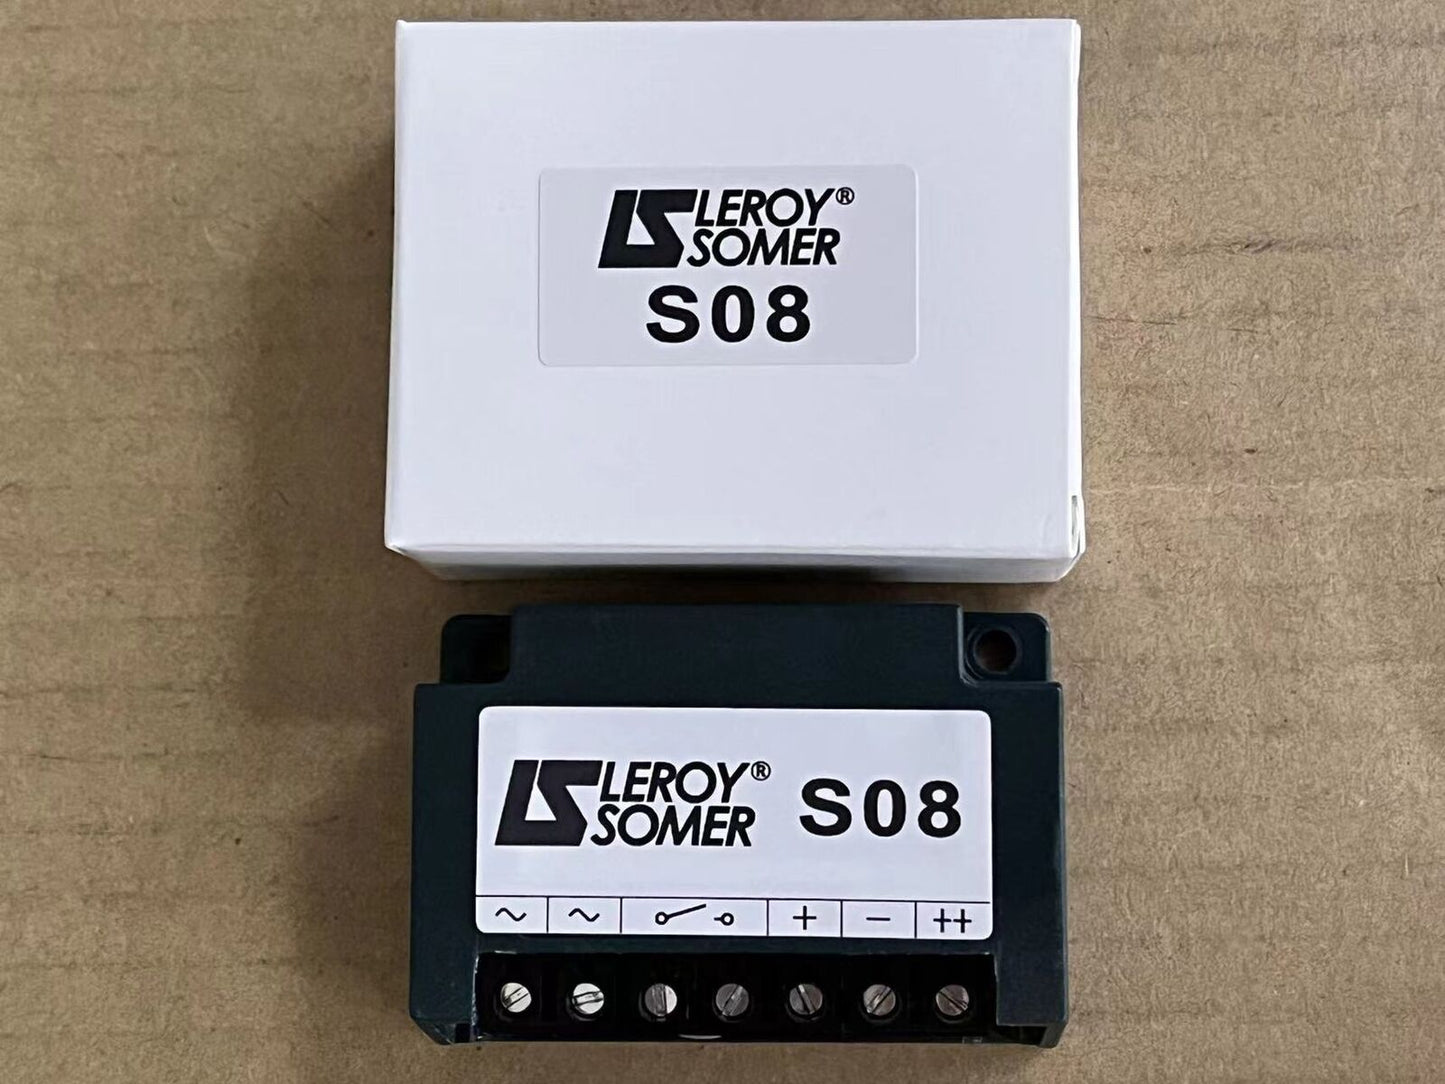 LEROY®
SOMER
S08
LEROY®
SOMER
S08
~ ~ + - ++